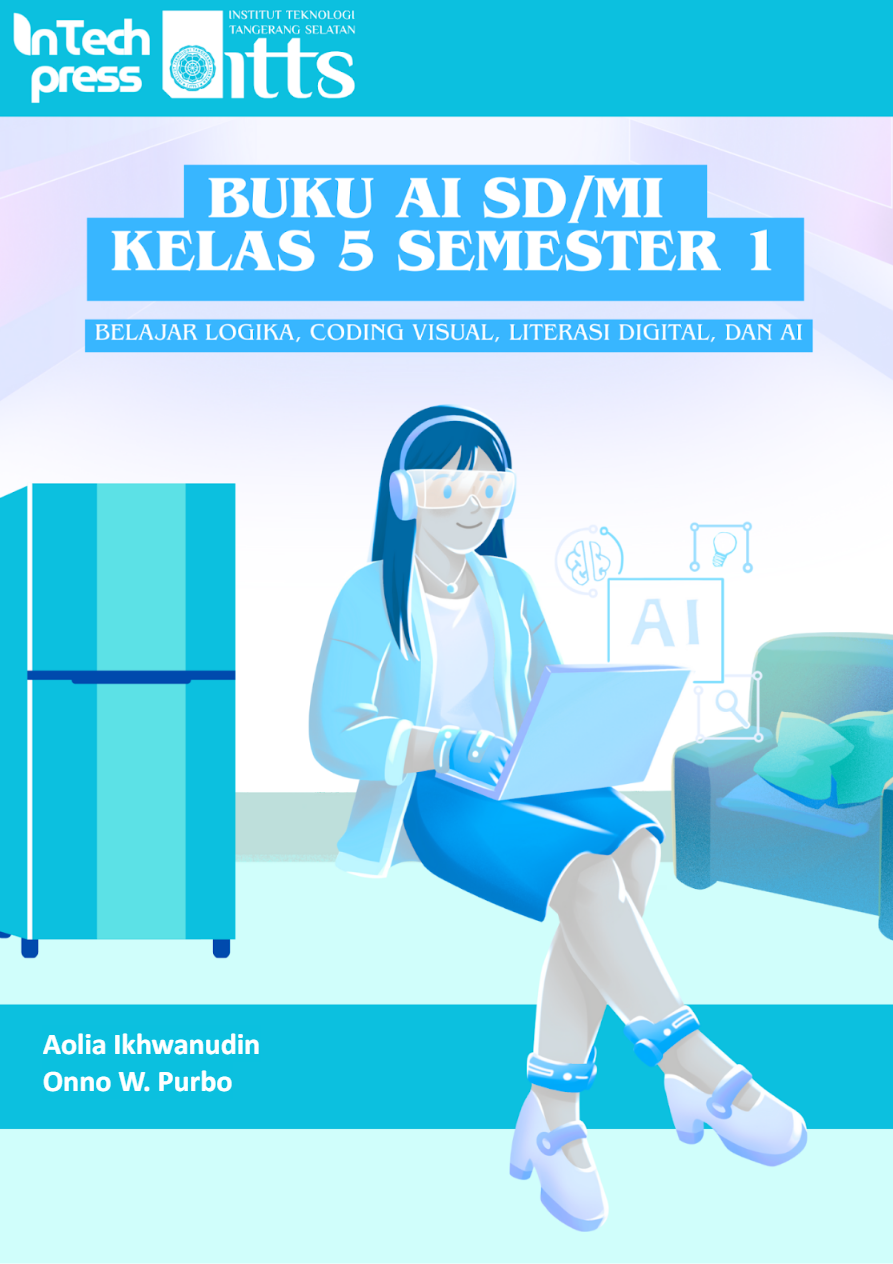 InTech
press
INSTITUT TEKNOLOGI
TANGERANG SELATAN
itts
BUKU AI SD/MI
KELAS 5 SEMESTER 1
BELAJAR LOGIKA, CODING VISUAL, LITERASI DIGITAL, DAN AI
AI
Aolia Ikhwanudin
Onno W. Purbo